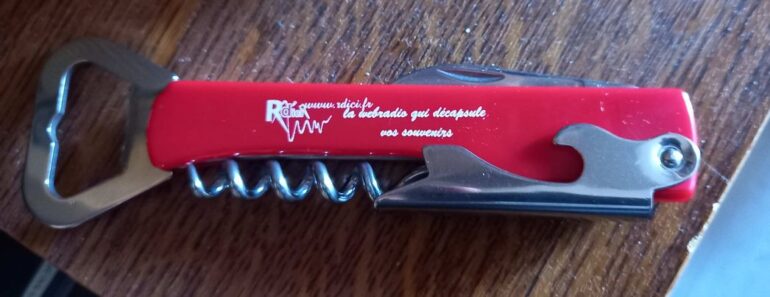 www.rdici.fr
la webradio qui décapsule
vos souvenirs